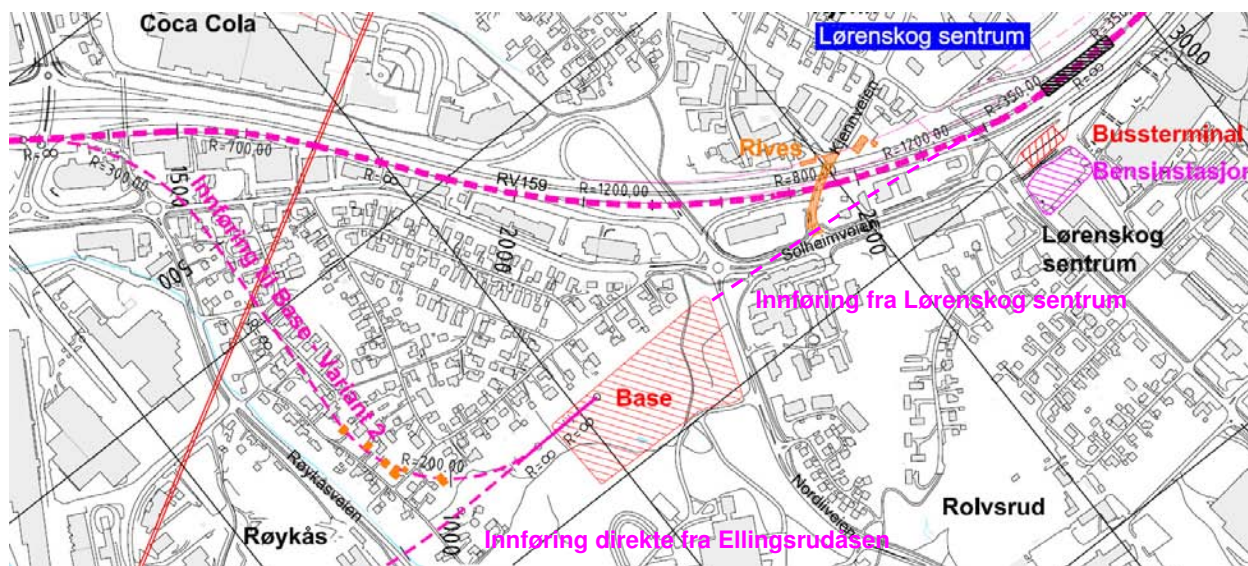 Coca Cola
Lørenskog sentrum
R=350,00
3000
Kjennveien
R=350,00
Bussterminal
Rives
R=1200,00
Bensinstasjon
R=∞
R=700,00
R=∞
R=800,00
R=300,00
1500
RV159
R=1200,00
2500
2000
Solheimveien
Lørenskog
sentrum
500
Innføring til Base - Variant 2
Innføring fra Lørenskog sentrum
R=∞
Base
R=∞
R=200,00
R=∞
Røykåsveien
Nordliveien
Rolvsrud
1000
Røykås
Innføring direkte fra Ellingsrudåsen